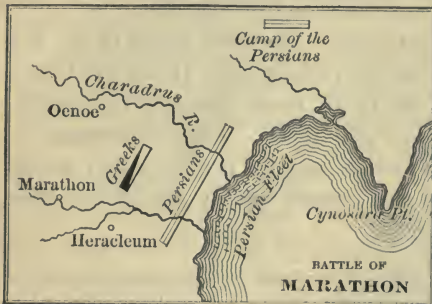 Camp of the
Persians
Charadrus R.
Oenoe
Greeks
Persians
Persian Fleet
Marathon
Heracleum
Cynosura Pt.
BATTLE OF
MARATHON